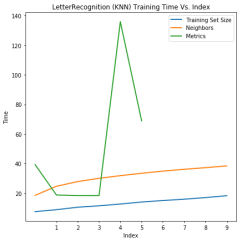 LetterRecognition (KNN) Training Time Vs. Index
140
120
100
80
60
40
20
Time
Training Set Size
Neighbors
Metrics
1 2 3 4 5 6 7 8 9
Index